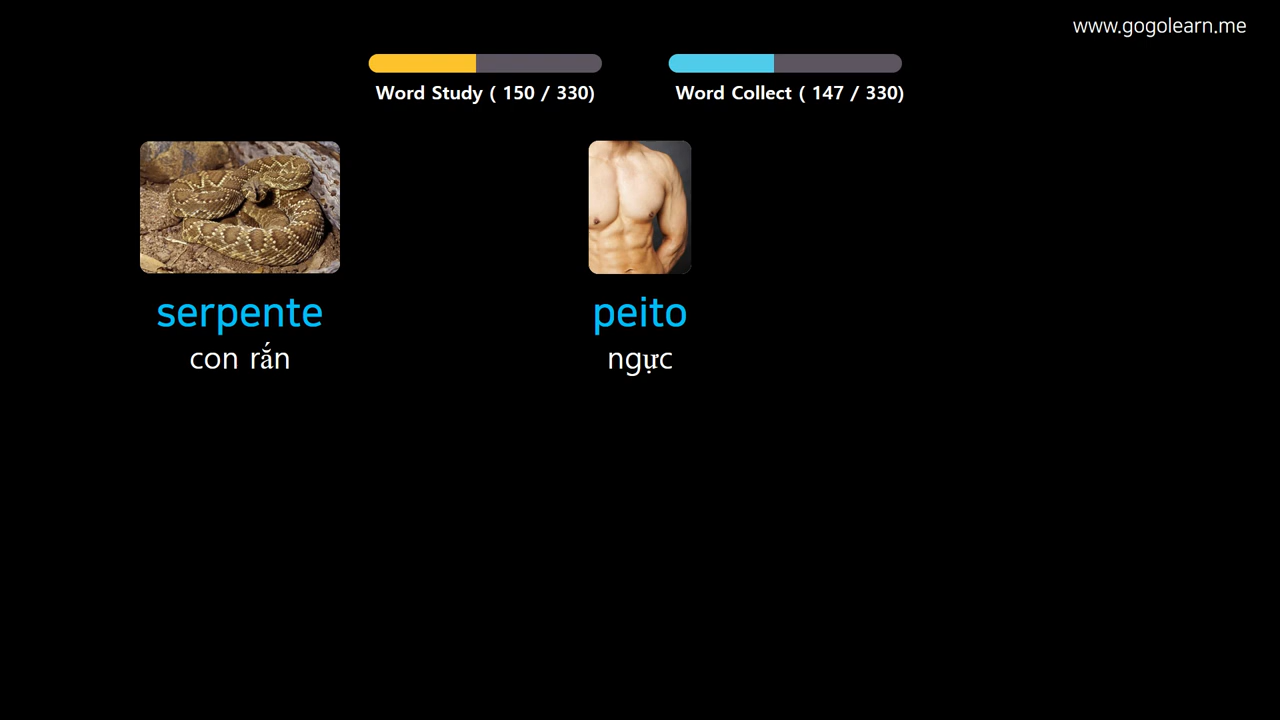 www.gogolearn.me
Word Study ( 150 / 330)
Word Collect ( 147 / 330)
serpente
peito
con rắn
ngực